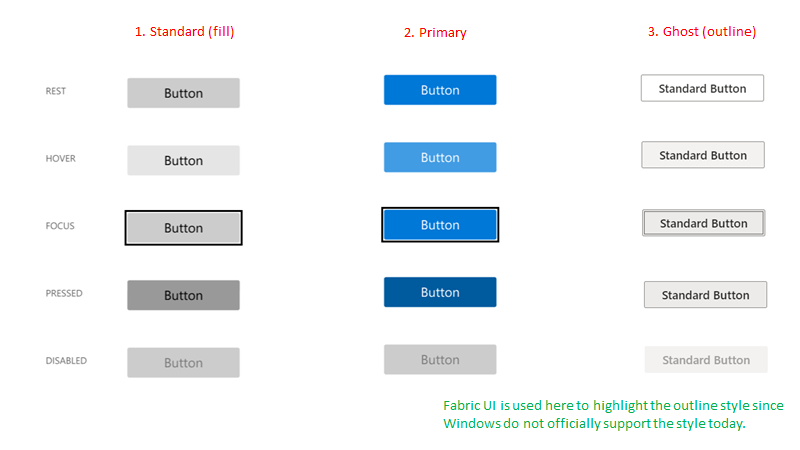 1. Standard (fill)
2. Primary
3. Ghost (outline)
REST
Button
Button
Standard Button
HOVER
Button
Button
Standard Button
FOCUS
Button
Button
Standard Button
PRESSED
Button
Button
Standard Button
DISABLED
Button
Button
Standard Button
Fabric UI is used here to highlight the outline style since
Windows do not officially support the style today.